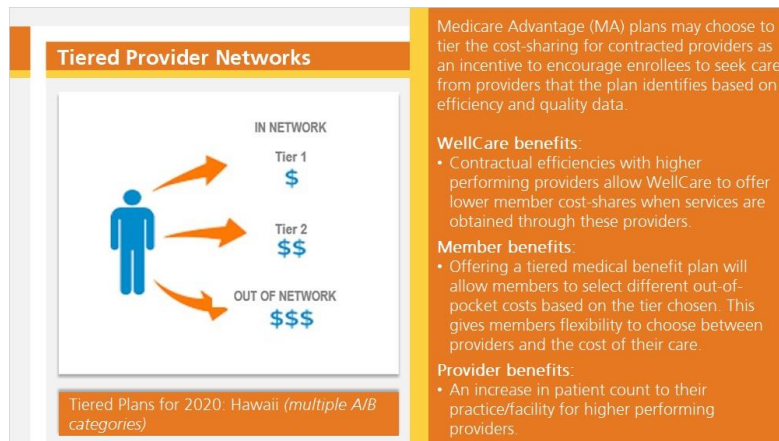 Tiered Provider Networks
IN NETWORK
Tier 1
$
Tier 2
$$
OUT OF NETWORK
$$$
Tiered Plans for 2020: Hawaii (multiple A/B
categories)
Medicare Advantage (MA) plans may choose to
tier the cost-sharing for contracted providers as
an incentive to encourage enrollees to seek care
from providers that the plan identifies based on
efficiency and quality data.
WellCare benefits:
• Contractual efficiencies with higher
performing providers allow WellCare to offer
lower member cost-shares when services are
obtained through these providers.
Member benefits:
• Offering a tiered medical benefit plan will
allow members to select different out-of-
pocket costs based on the tier chosen. This
gives members flexibility to choose between
providers and the cost of their care.
Provider benefits:
• An increase in patient count to their
practice/facility for higher performing
providers.